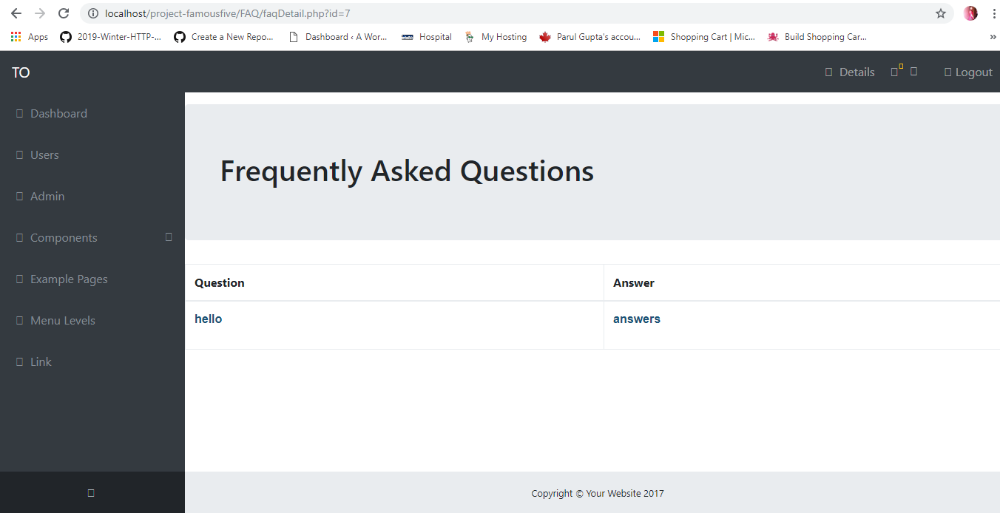 localhost/project-famousfive/FAQ/faqDetail.php?id=7
Apps 2019-Winter-HTTP-... Create a New Repo... Dashboard ‹ A Wor... Hospital My Hosting Parul Gupta's accou... Shopping Cart | Mic... Build Shopping Car... »
TO Details Logout
Dashboard
Users
Admin
Components
Example Pages
Menu Levels
Link
Frequently Asked Questions
Question Answer
hello answers
Copyright © Your Website 2017